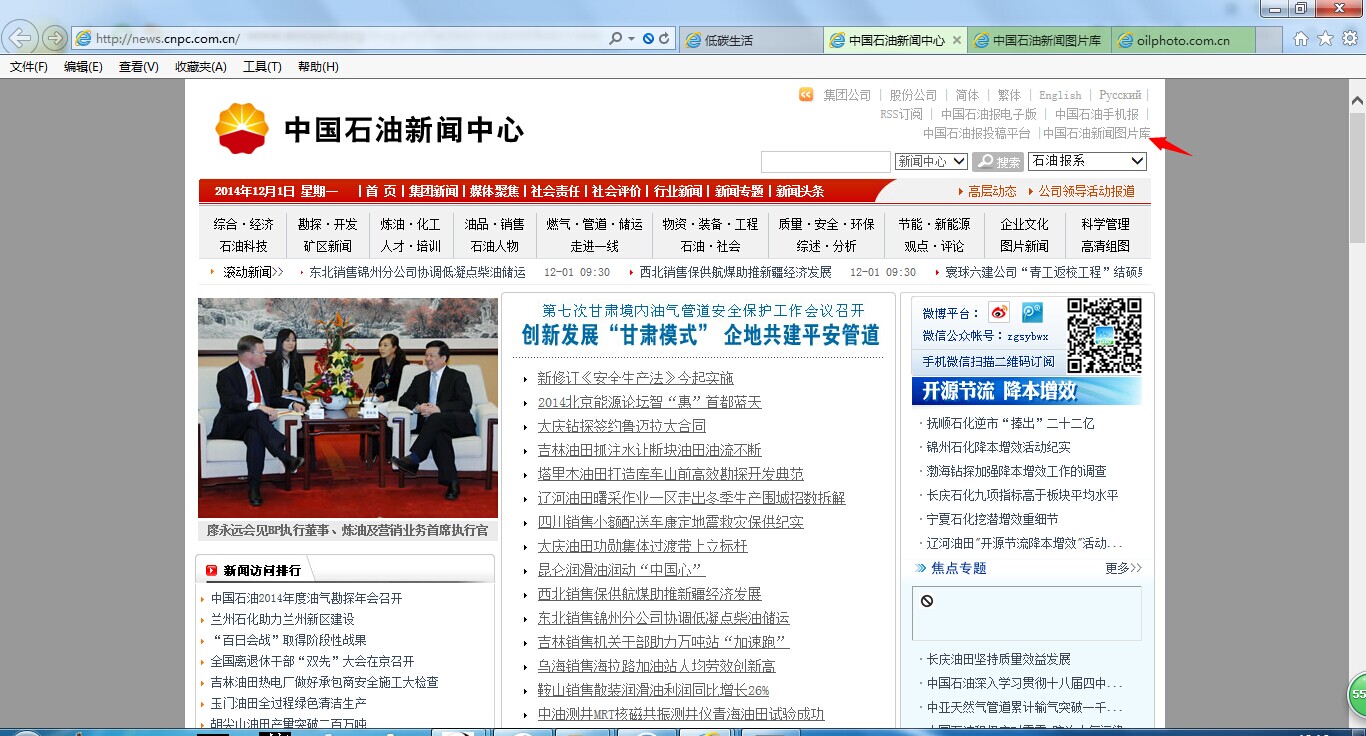 http://news.cnpc.com.cn/
低碳生活
中国石油新闻中心
中国石油新闻图片库
oilphoto.com.cn
文件(F) 编辑(E) 查看(V) 收藏夹(A) 工具(T) 帮助(H)
集团公司 | 股份公司 | 简体 | 繁体 | English | Русский |
RSS订阅 | 中国石油报电子版 | 中国石油手机报 |
中国石油报投稿平台 |中国石油新闻图片库
中国石油新闻中心
新闻中心 搜索 石油报系
2014年12月1日 星期一 | 首 页 | 集团新闻 | 媒体聚焦 | 社会责任 | 社会评价 | 行业新闻 | 新闻专题 | 新闻头条
高层动态 公司领导活动报道
综合·经济 勘探·开发 炼油·化工 油品·销售 燃气·管道·储运 物资·装备·工程 质量·安全·环保 节能·新能源 企业文化 科学管理
石油科技 矿区新闻 人才·培训 石油人物 走进一线 石油·社会 综述·分析 观点·评论 图片新闻 高清组图
滚动新闻>> 东北销售锦州分公司协调低凝点柴油储运 12-01 09:30 西北销售保供航煤助推新疆经济发展 12-01 09:30 寰球六建公司“青工返校工程”结硕
廖永远会见BP执行董事、炼油及营销业务首席执行官
新闻访问排行
中国石油2014年度油气勘探年会召开
兰州石化助力兰州新区建设
“百日会战”取得阶段性战果
全国离退休干部“双先”大会在京召开
吉林油田热电厂做好承包商安全施工大检查
玉门油田全过程绿色清洁生产
胡尖山油田产量突破二百万吨
第七次甘肃境内油气管道安全保护工作会议召开
创新发展“甘肃模式” 企地共建平安管道
新修订《安全生产法》今起实施
2014北京能源论坛智“惠”首都蓝天
大庆钻探签约鲁迈拉大合同
吉林油田抓注水让断块油田油流不断
塔里木油田打造库车山前高效勘探开发典范
辽河油田曙采作业一区走出冬季生产围城招数拆解
四川销售小额配送车康定地震救灾保供纪实
大庆油田功勋集体过渡带上立标杆
昆仑润滑油润动“中国心”
西北销售保供航煤助推新疆经济发展
东北销售锦州分公司协调低凝点柴油储运
吉林销售机关干部助力万吨站“加速跑”
乌海销售海拉路加油站人均劳效创新高
鞍山销售散装润滑油利润同比增长26%
中油测井MRT核磁共振测井仪青海油田试验成功
微博平台：
微信公众帐号：zgsybwx
手机微信扫描二维码订阅
开源节流 降本增效
·抚顺石化逆市“捧出”二十二亿
·锦州石化降本增效活动纪实
·渤海钻探加强降本增效工作的调查
·长庆石化九项指标高于板块平均水平
·宁夏石化挖潜增效重细节
·辽河油田"开源节流降本增效"活动...
焦点专题 更多>>
·长庆油田坚持质量效益发展
·中国石油深入学习贯彻十八届四中...
·中亚天然气管道累计输气突破一千...
55